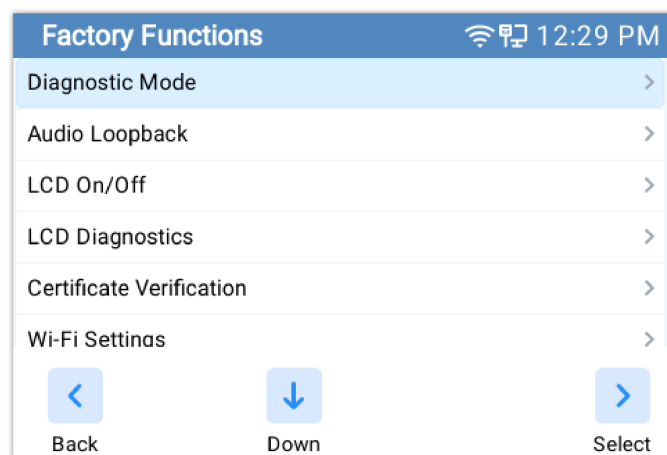 Factory Functions 12:29 PM
Diagnostic Mode
Audio Loopback
LCD On/Off
LCD Diagnostics
Certificate Verification
Wi-Fi Settings
Back Down Select